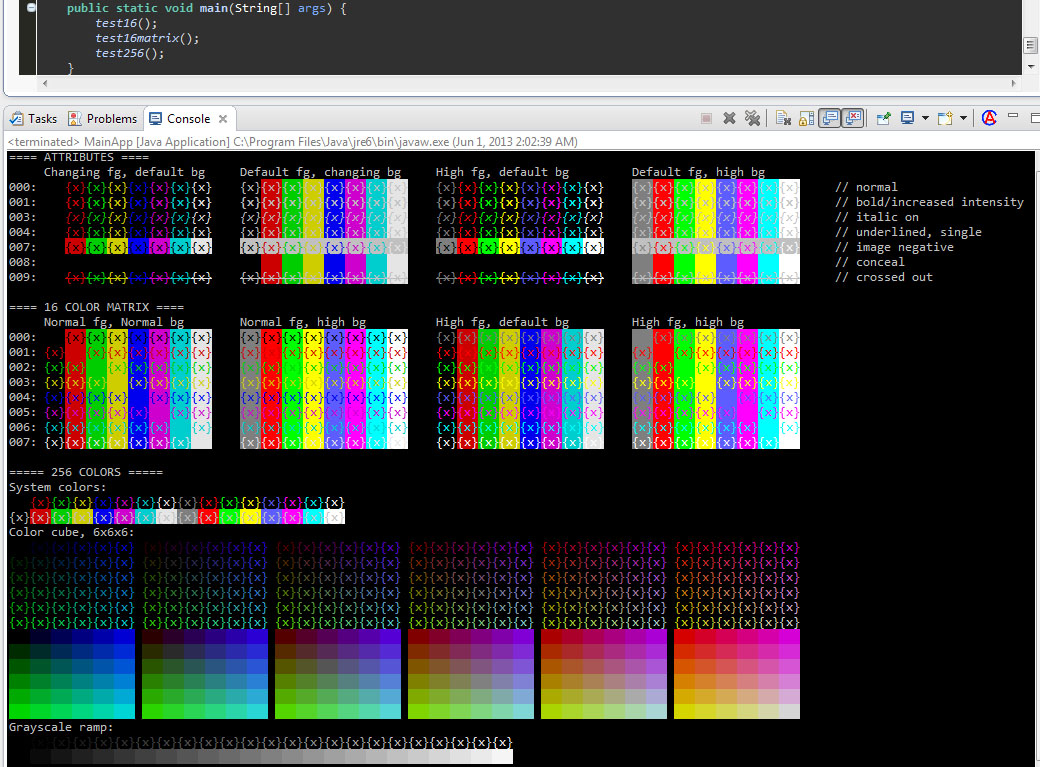 public static void main(String[] args) {
test16();
test16matrix();
test256();
}
Tasks Problems Console
<terminated> MainApp [Java Application] C:\Program Files\Java\jre6\bin\javaw.exe (Jun 1, 2013 2:02:39 AM)
==== ATTRIBUTES ====
Changing fg, default bg Default fg, changing bg High fg, default bg Default fg, high bg
000: {x}{x}{x}{x}{x}{x}{x} {x}{x}{x}{x}{x}{x}{x}{x} {x}{x}{x}{x}{x}{x}{x}{x} {x}{x}{x}{x}{x}{x}{x}{x} // normal
001: {x}{x}{x}{x}{x}{x}{x} {x}{x}{x}{x}{x}{x}{x}{x} {x}{x}{x}{x}{x}{x}{x}{x} {x}{x}{x}{x}{x}{x}{x}{x} // bold/increased intensity
003: {x}{x}{x}{x}{x}{x}{x} {x}{x}{x}{x}{x}{x}{x}{x} {x}{x}{x}{x}{x}{x}{x}{x} {x}{x}{x}{x}{x}{x}{x}{x} // italic on
004: {x}{x}{x}{x}{x}{x}{x} {x}{x}{x}{x}{x}{x}{x}{x} {x}{x}{x}{x}{x}{x}{x}{x} {x}{x}{x}{x}{x}{x}{x}{x} // underlined, single
007: {x}{x}{x}{x}{x}{x}{x} {x}{x}{x}{x}{x}{x}{x}{x} {x}{x}{x}{x}{x}{x}{x}{x} {x}{x}{x}{x}{x}{x}{x}{x} // image negative
008: // conceal
009: {x}{x}{x}{x}{x}{x}{x} {x}{x}{x}{x}{x}{x}{x}{x} {x}{x}{x}{x}{x}{x}{x}{x} {x}{x}{x}{x}{x}{x}{x}{x} // crossed out
==== 16 COLOR MATRIX ====
Normal fg, Normal bg Normal fg, high bg High fg, default bg High fg, high bg
000: {x}{x}{x}{x}{x}{x}{x} {x}{x}{x}{x}{x}{x}{x}{x} {x}{x}{x}{x}{x}{x}{x}{x} {x}{x}{x}{x}{x}{x}{x}
001: {x} {x}{x}{x}{x}{x}{x} {x}{x}{x}{x}{x}{x}{x}{x} {x}{x}{x}{x}{x}{x}{x}{x} {x} {x}{x}{x}{x}{x}{x}
002: {x}{x} {x}{x}{x}{x}{x} {x}{x}{x}{x}{x}{x}{x}{x} {x}{x}{x}{x}{x}{x}{x}{x} {x}{x} {x}{x}{x}{x}{x}
003: {x}{x}{x} {x}{x}{x}{x} {x}{x}{x}{x}{x}{x}{x}{x} {x}{x}{x}{x}{x}{x}{x}{x} {x}{x}{x} {x}{x}{x}{x}
004: {x}{x}{x}{x} {x}{x}{x} {x}{x}{x}{x}{x}{x}{x}{x} {x}{x}{x}{x}{x}{x}{x}{x} {x}{x}{x}{x} {x}{x}{x}
005: {x}{x}{x}{x}{x} {x}{x} {x}{x}{x}{x}{x}{x}{x}{x} {x}{x}{x}{x}{x}{x}{x}{x} {x}{x}{x}{x}{x} {x}{x}
006: {x}{x}{x}{x}{x}{x} {x} {x}{x}{x}{x}{x}{x}{x}{x} {x}{x}{x}{x}{x}{x}{x}{x} {x}{x}{x}{x}{x}{x} {x}
007: {x}{x}{x}{x}{x}{x}{x} {x}{x}{x}{x}{x}{x}{x}{x} {x}{x}{x}{x}{x}{x}{x}{x} {x}{x}{x}{x}{x}{x}{x}
===== 256 COLORS =====
System colors:
{x}{x}{x}{x}{x}{x}{x}{x}{x}{x}{x}{x}{x}{x}{x}
{x}{x}{x}{x}{x}{x}{x}{x}{x}{x}{x}{x}{x}{x}{x}{x}
Color cube, 6x6x6:
{x}{x}{x}{x}{x} {x}{x}{x}{x}{x}{x} {x}{x}{x}{x}{x}{x} {x}{x}{x}{x}{x}{x} {x}{x}{x}{x}{x}{x} {x}{x}{x}{x}{x}{x}
{x}{x}{x}{x}{x}{x} {x}{x}{x}{x}{x}{x} {x}{x}{x}{x}{x}{x} {x}{x}{x}{x}{x}{x} {x}{x}{x}{x}{x}{x} {x}{x}{x}{x}{x}{x}
{x}{x}{x}{x}{x}{x} {x}{x}{x}{x}{x}{x} {x}{x}{x}{x}{x}{x} {x}{x}{x}{x}{x}{x} {x}{x}{x}{x}{x}{x} {x}{x}{x}{x}{x}{x}
{x}{x}{x}{x}{x}{x} {x}{x}{x}{x}{x}{x} {x}{x}{x}{x}{x}{x} {x}{x}{x}{x}{x}{x} {x}{x}{x}{x}{x}{x} {x}{x}{x}{x}{x}{x}
{x}{x}{x}{x}{x}{x} {x}{x}{x}{x}{x}{x} {x}{x}{x}{x}{x}{x} {x}{x}{x}{x}{x}{x} {x}{x}{x}{x}{x}{x} {x}{x}{x}{x}{x}{x}
{x}{x}{x}{x}{x}{x} {x}{x}{x}{x}{x}{x} {x}{x}{x}{x}{x}{x} {x}{x}{x}{x}{x}{x} {x}{x}{x}{x}{x}{x} {x}{x}{x}{x}{x}{x}
Grayscale ramp:
{x}{x}{x}{x}{x}{x}{x}{x}{x}{x}{x}{x}{x}{x}{x}{x}{x}{x}{x}{x}{x}{x}{x}